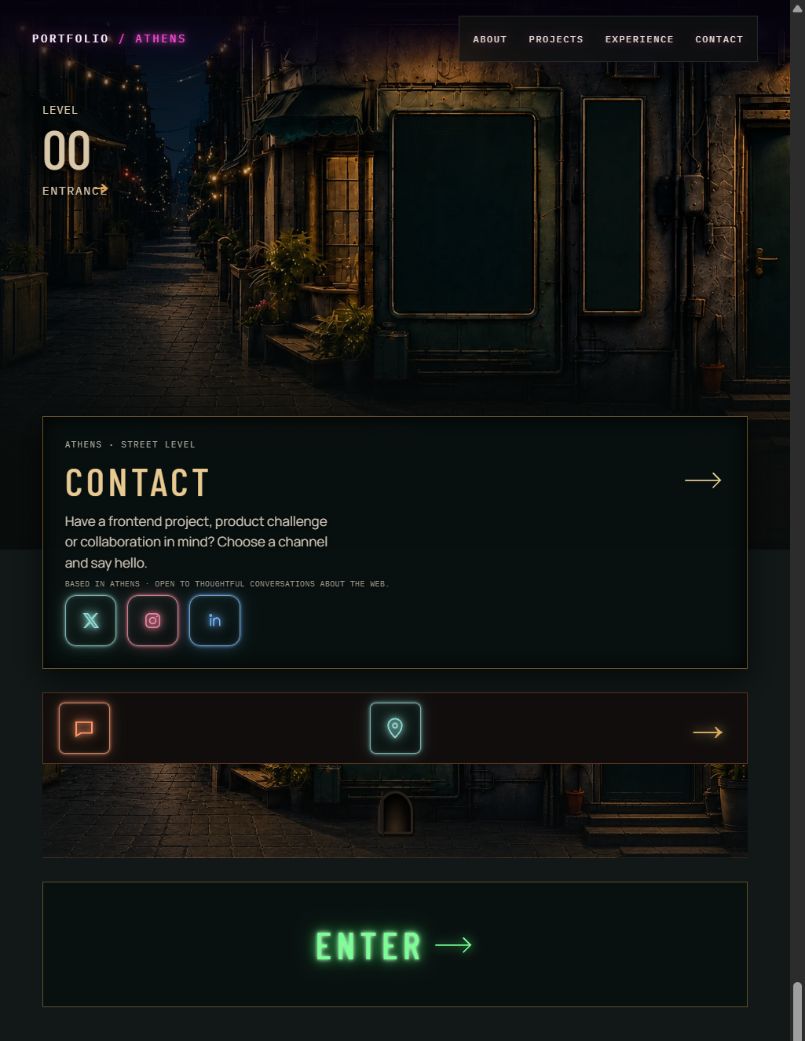 PORTFOLIO / ATHENS
ABOUT PROJECTS EXPERIENCE CONTACT
LEVEL
00
ENTRANCE
ATHENS · STREET LEVEL
CONTACT
Have a frontend project, product challenge
or collaboration in mind? Choose a channel
and say hello.
BASED IN ATHENS · OPEN TO THOUGHTFUL CONVERSATIONS ABOUT THE WEB.
ENTER